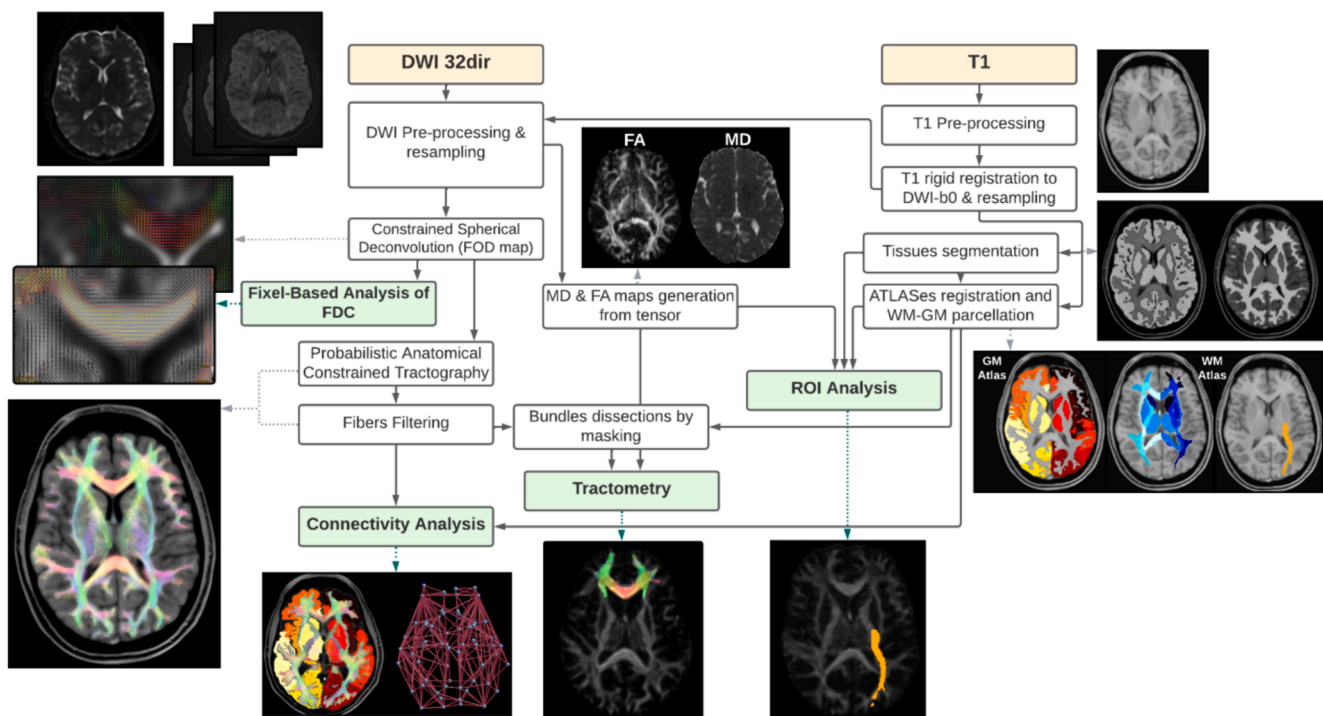 DWI 32dir
T1
DWI Pre-processing &
resampling
T1 Pre-processing
FA
MD
T1 rigid registration to
DWI-b0 & resampling
Constrained Spherical
Deconvolution (FOD map)
Tissues segmentation
Fixel-Based Analysis of
FDC
MD & FA maps generation
from tensor
ATLASes registration and
WM-GM parcellation
Probabilistic Anatomical
Constrained Tractography
GM
Atlas
WM
Atlas
ROI Analysis
Fibers Filtering
Bundles dissections by
masking
Tractometry
Connectivity Analysis